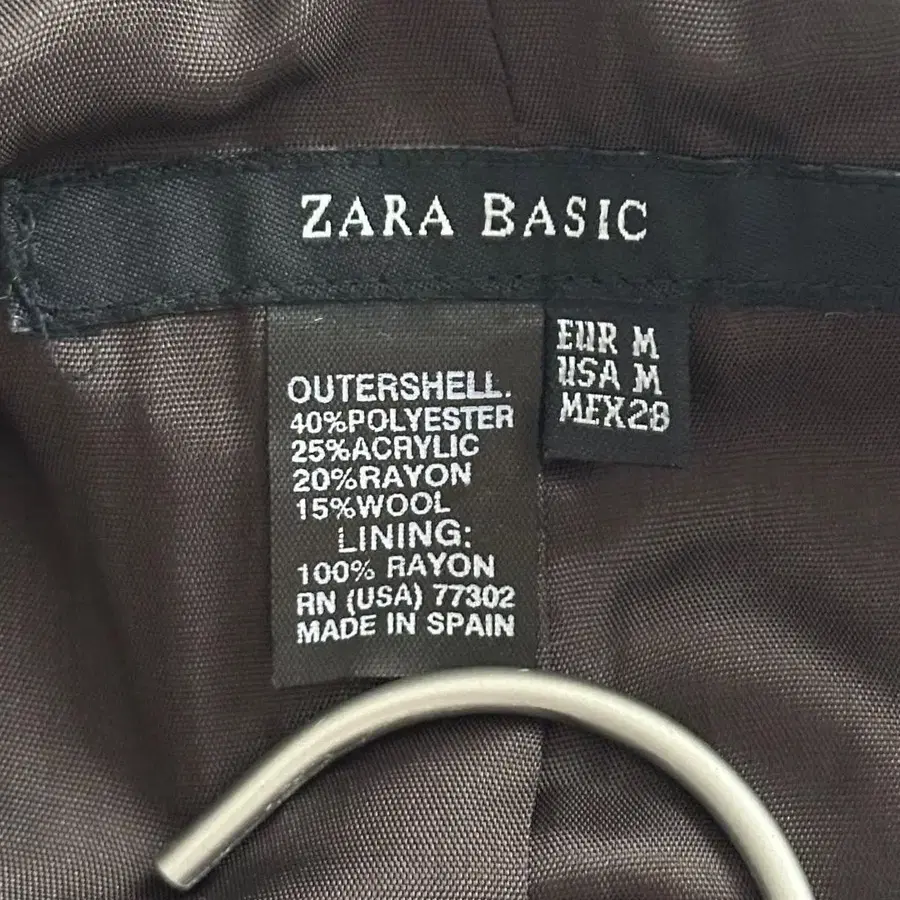 ZARA BASIC
OUTERSHELL.
40%POLYESTER
25%ACRYLIC
20%RAYON
15%WOOL
LINING:
100% RAYON
RN (USA) 77302
MADE IN SPAIN
EUR M
USA M
MEX28